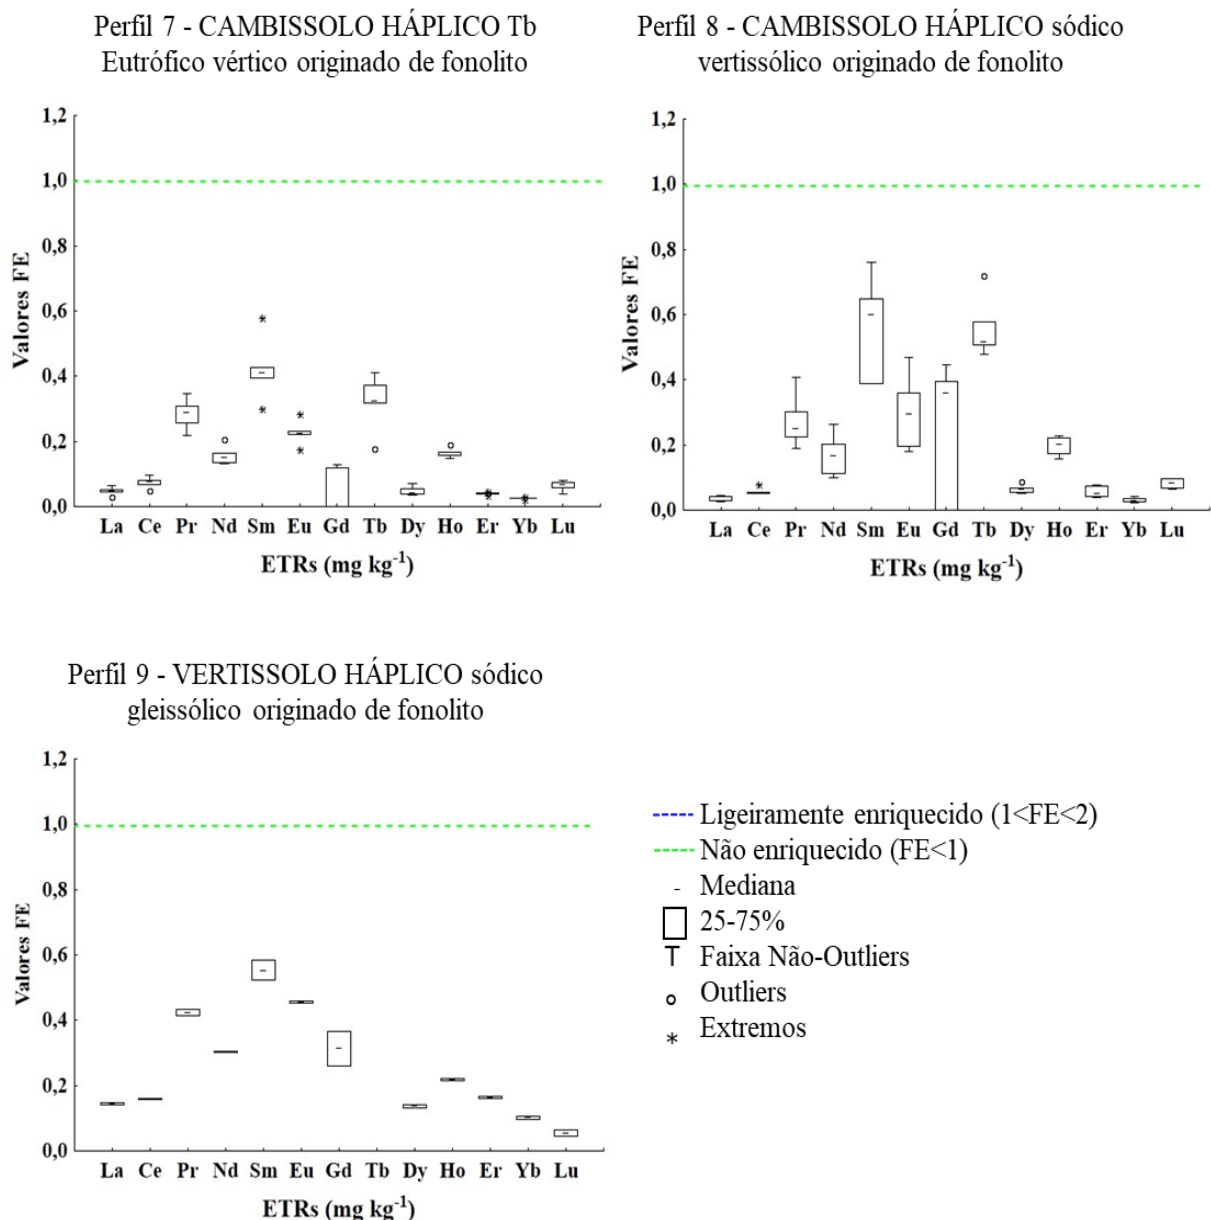 Perfil 7 - CAMBISSOLO HÁPLICO Tb
Eutrófico vértico originado de fonolito
1,2
1,0
0,8
0,6
0,4
0,2
0,0
Valores FE
La Ce Pr Nd Sm Eu Gd Tb Dy Ho Er Yb Lu
ETRs (mg kg⁻¹)
Perfil 8 - CAMBISSOLO HÁPLICO sódico
vertissólico originado de fonolito
1,2
1,0
0,8
0,6
0,4
0,2
0,0
Valores FE
La Ce Pr Nd Sm Eu Gd Tb Dy Ho Er Yb Lu
ETRs (mg kg⁻¹)
Perfil 9 - VERTISSOLO HÁPLICO sódico
gleissólico originado de fonolito
1,2
1,0
0,8
0,6
0,4
0,2
0,0
Valores FE
La Ce Pr Nd Sm Eu Gd Tb Dy Ho Er Yb Lu
ETRs (mg kg⁻¹)
Ligeiramente enriquecido (1<FE<2)
Não enriquecido (FE<1)
Mediana
25-75%
Faixa Não-Outliers
Outliers
Extremos